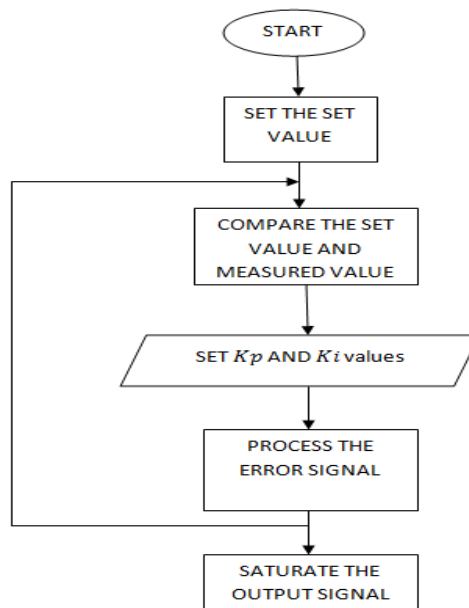 START
SET THE SET
VALUE
COMPARE THE SET
VALUE AND
MEASURED VALUE
SET Kp AND Ki values
PROCESS THE
ERROR SIGNAL
SATURATE THE
OUTPUT SIGNAL